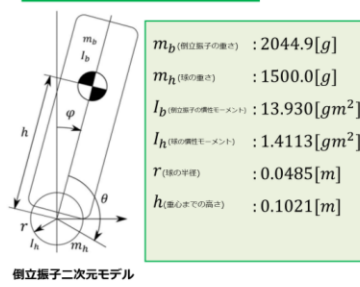 m_b
I_b
φ
h
θ
r
I_h
m_h
倒立振子二次元モデル
m_b(倒立振子の重さ) : 2044.9[g]
m_h(球の重さ) : 1500.0[g]
I_b(倒立振子の慣性モーメント) : 13.930[gm²]
I_h(球の慣性モーメント) : 1.4113[gm²]
r(球の半径) : 0.0485[m]
h(重心までの高さ) : 0.1021[m]